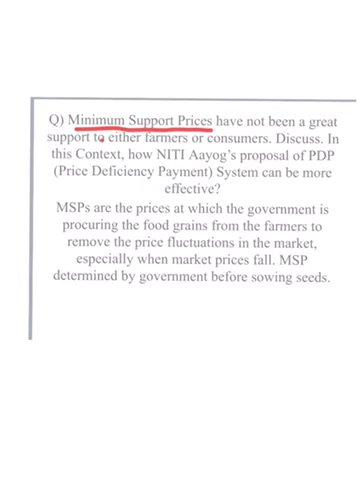 Q) Minimum Support Prices have not been a great
support to either farmers or consumers. Discuss. In
this Context, how NITI Aayog's proposal of PDP
(Price Deficiency Payment) System can be more
effective?
MSPs are the prices at which the government is
procuring the food grains from the farmers to
remove the price fluctuations in the market,
especially when market prices fall. MSP
determined by government before sowing seeds.